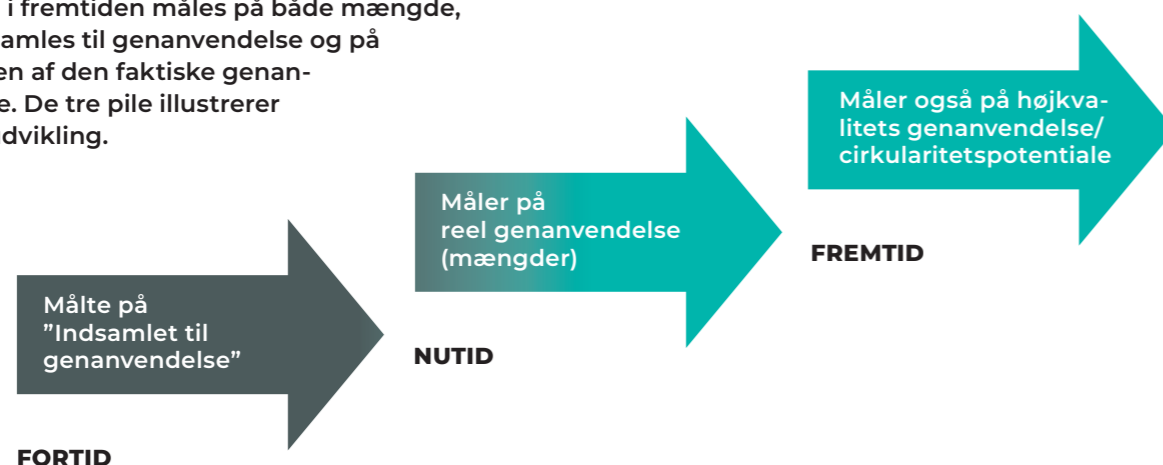 i fremtiden måles på både mængde,
samles til genanvendelse og på
en af den faktiske genan-
e. De tre pile illustrerer
udvikling.
Målte på
”Indsamlet til
genanvendelse”
FORTID
Måler på
reel genanvendelse
(mængder)
NUTID
Måler også på højkva-
litets genanvendelse/
cirkularitetspotentiale
FREMTID